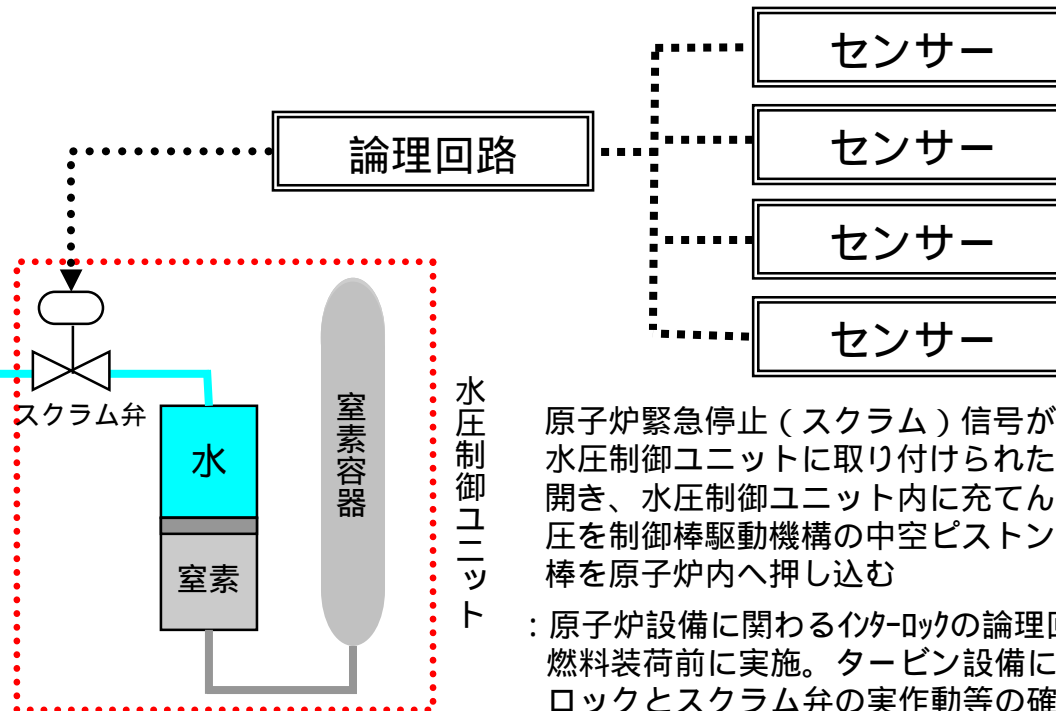 センサー
論理回路
センサー
センサー
センサー
スクラム弁
水
窒素
窒素容器
水圧制御ユニット
原子炉緊急停止（スクラム）信号が
水圧制御ユニットに取り付けられた
開き、水圧制御ユニット内に充てん
圧を制御棒駆動機構の中空ピストン
棒を原子炉内へ押し込む
：原子炉設備に関わるｲﾝﾀｰﾛｯｸの論理回
燃料装荷前に実施。タービン設備に
ロックとスクラム弁の実作動等の確